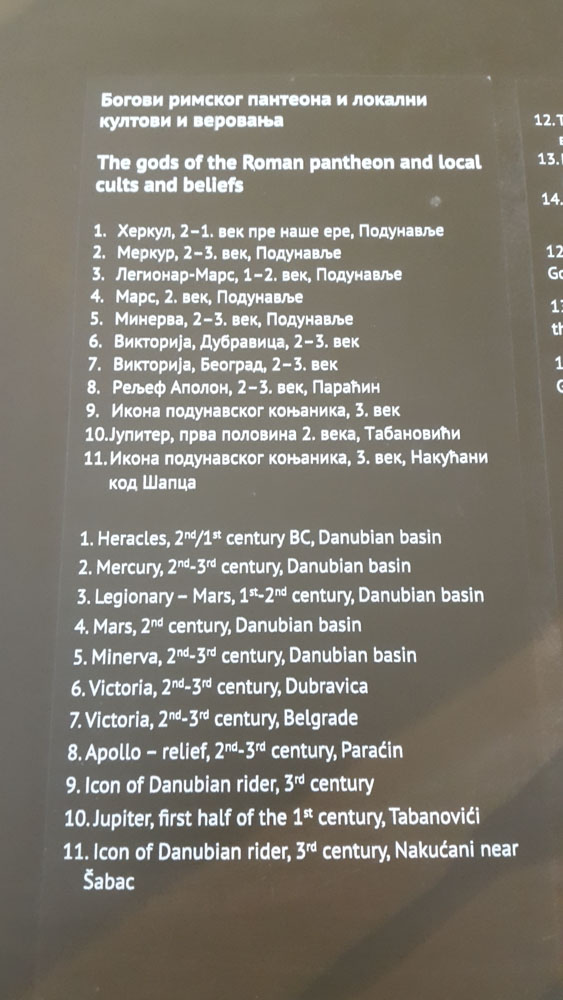 Богови римског пантеона и локални
култови и веровања
The gods of the Roman pantheon and local
cults and beliefs
1. Херкул, 2–1. век пре наше ере, Подунавље
2. Меркур, 2–3. век, Подунавље
3. Легионар-Марс, 1–2. век, Подунавље
4. Марс, 2. век, Подунавље
5. Минерва, 2–3. век, Подунавље
6. Викторија, Дубравица, 2–3. век
7. Викторија, Београд, 2–3. век
8. Рељеф Аполон, 2–3. век, Параћин
9. Икона подунавског коњаника, 3. век
10.Јупитер, прва половина 2. века, Табановићи
11. Икона подунавског коњаника, 3. век, Накућани
код Шапца
1. Heracles, 2nd/1st century BC, Danubian basin
2. Mercury, 2nd-3rd century, Danubian basin
3. Legionary – Mars, 1st-2nd century, Danubian basin
4. Mars, 2nd century, Danubian basin
5. Minerva, 2nd-3rd century, Danubian basin
6. Victoria, 2nd-3rd century, Dubravica
7. Victoria, 2nd-3rd century, Belgrade
8. Apollo – relief, 2nd-3rd century, Paraćin
9. Icon of Danubian rider, 3rd century
10. Jupiter, first half of the 1st century, Tabanovići
11. Icon of Danubian rider, 3rd century, Nakućani near
Šabac
12.
13.
14.
12